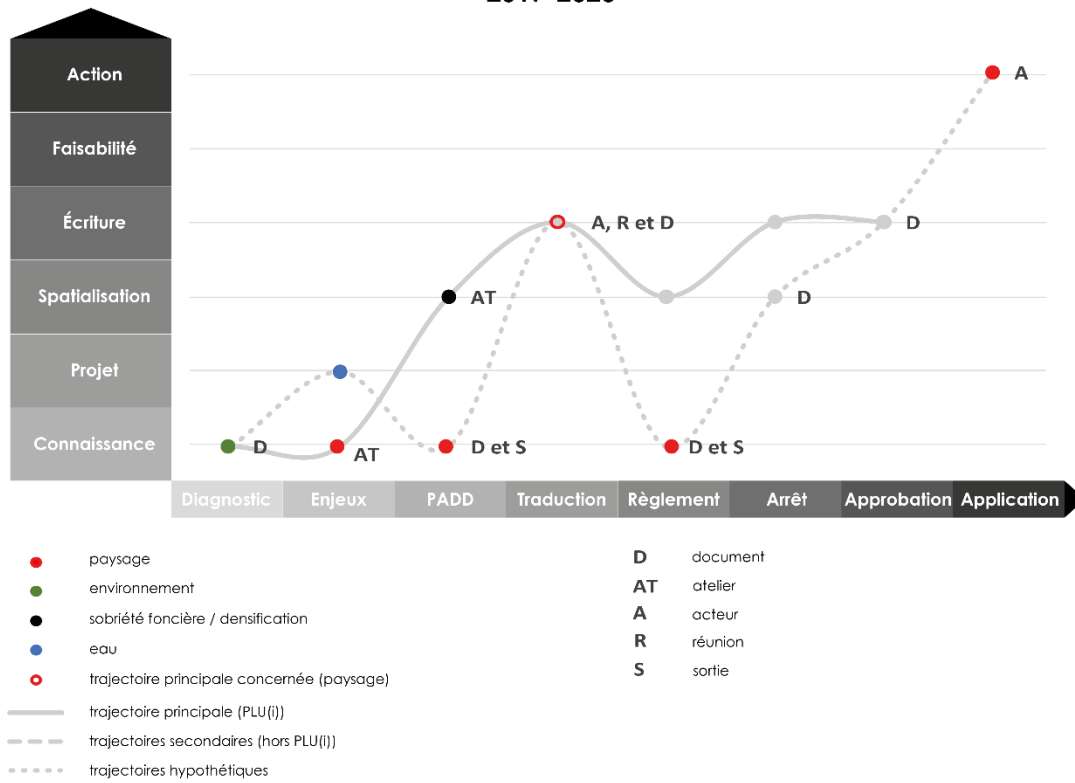 Action
A
Faisabilité
Écriture
A, R et D
D
Spatialisation
AT
D
Projet
Connaissance
D
AT
D et S
D et S
Diagnostic
Enjeux
PADD
Traduction
Règlement
Arrêt
Approbation
Application
paysage
environnement
sobriété foncière / densification
eau
trajectoire principale concernée (paysage)
trajectoire principale (PLU(i))
trajectoires secondaires (hors PLU(i))
trajectoires hypothétiques
D document
AT atelier
A acteur
R réunion
S sortie